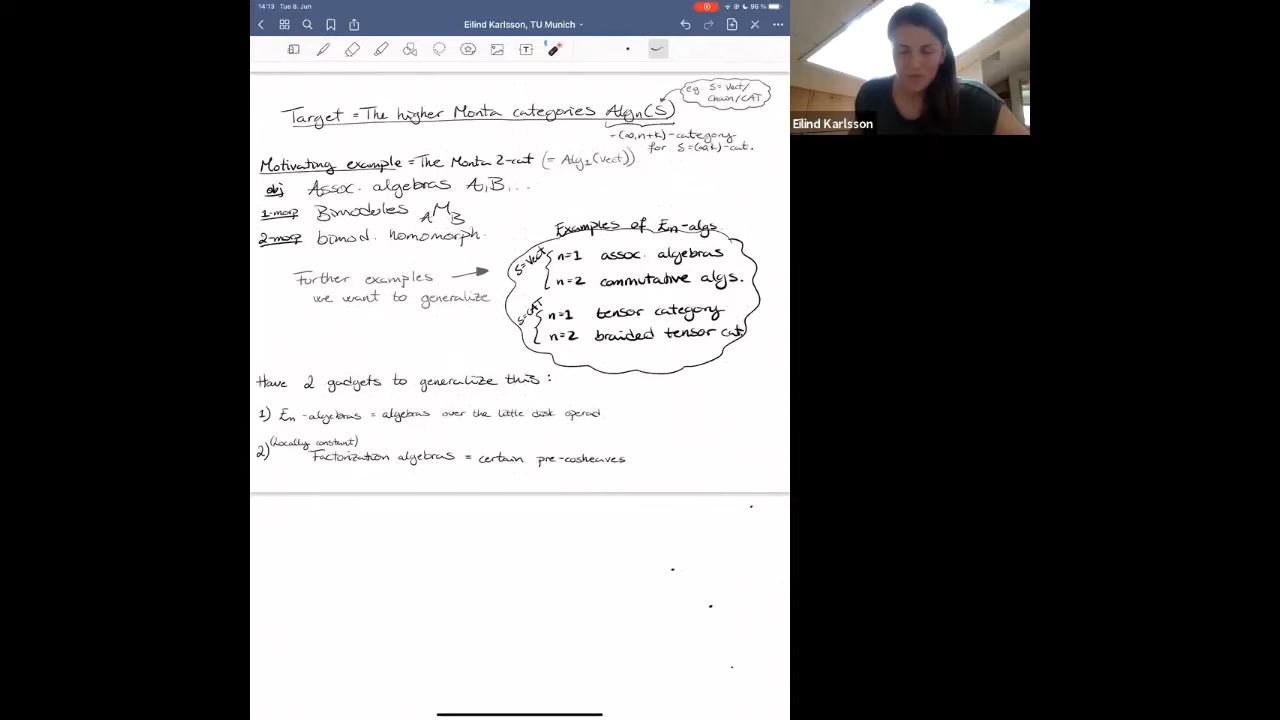 14:13 Tue 8. Jun
96 %
Eilind Karlsson, TU Munich
Eilind Karlsson
e.g. S = Vect/
Chain/CAT
Target = The higher Morita categories Alg_n(S)
- (∞,n+k)-category
for S = (∞,k)-cat.
Motivating example = The Morita 2-cat (= Alg_1(Vect))
obj Assoc. algebras A,B,...
1-morp Bimodules _A M_B
2-morp bimod. homomorph.
Further examples
we want to generalize
Examples of E_n-algs
S=Vect n=1 assoc. algebras
n=2 commutative algs.
S=CAT n=1 tensor category
n=2 braided tensor cat.
Have 2 gadgets to generalize this:
1) E_n-algebras = algebras over the little disk operad
2) (locally constant)
Factorization algebras = certain pre-cosheaves